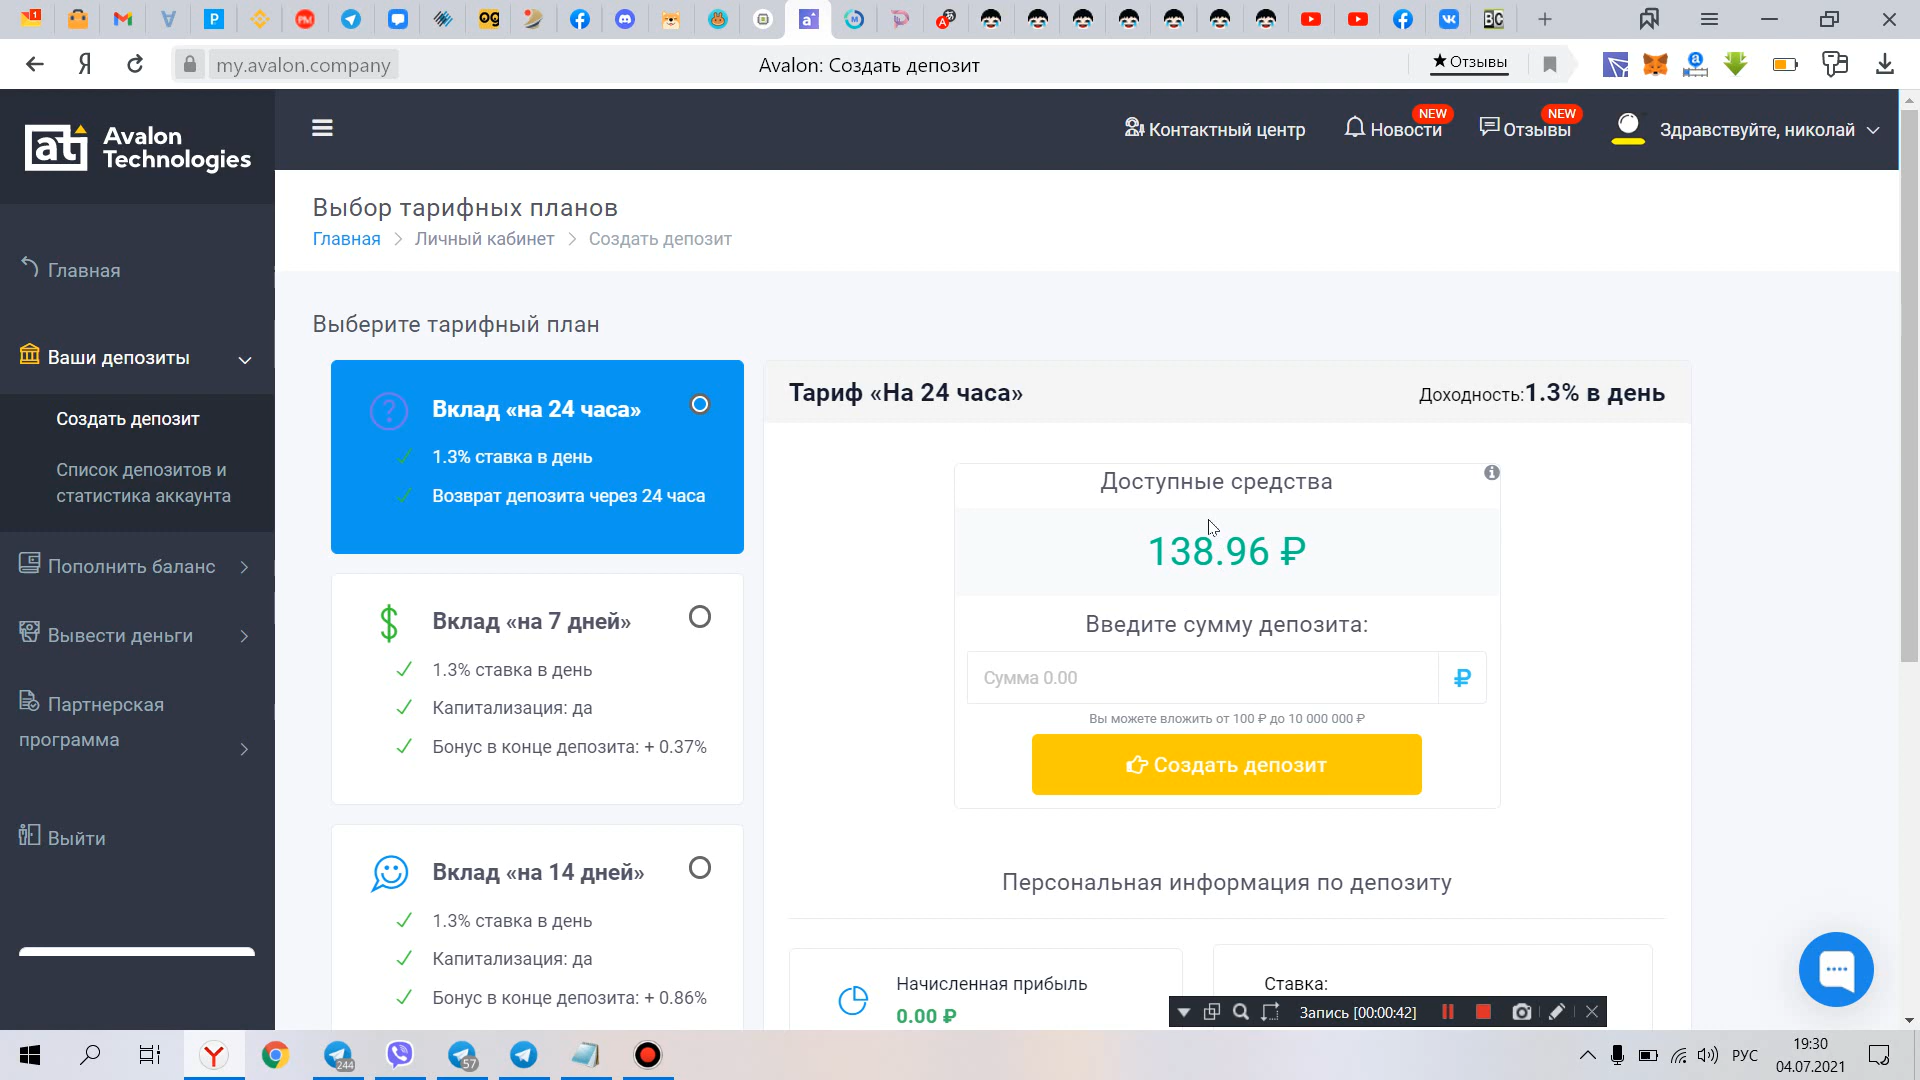 my.avalon.company
Avalon: Создать депозит
★ Отзывы
Avalon
Technologies
Контактный центр
NEW
Новости
NEW
Отзывы
Здравствуйте, николай
Главная
Ваши депозиты
Создать депозит
Список депозитов и
статистика аккаунта
Пополнить баланс
Вывести деньги
Партнерская
программа
Выйти
Выбор тарифных планов
Главная > Личный кабинет > Создать депозит
Выберите тарифный план
Вклад «на 24 часа»
1.3% ставка в день
Возврат депозита через 24 часа
Вклад «на 7 дней»
1.3% ставка в день
Капитализация: да
Бонус в конце депозита: + 0.37%
Вклад «на 14 дней»
1.3% ставка в день
Капитализация: да
Бонус в конце депозита: + 0.86%
Тариф «На 24 часа»
Доходность:1.3% в день
Доступные средства
138.96 ₽
Введите сумму депозита:
Сумма 0.00
₽
Вы можете вложить от 100 ₽ до 10 000 000 ₽
Создать депозит
Персональная информация по депозиту
Начисленная прибыль
0.00 ₽
Ставка:
Запись [00:00:42]
244
57
РУС
19:30
04.07.2021